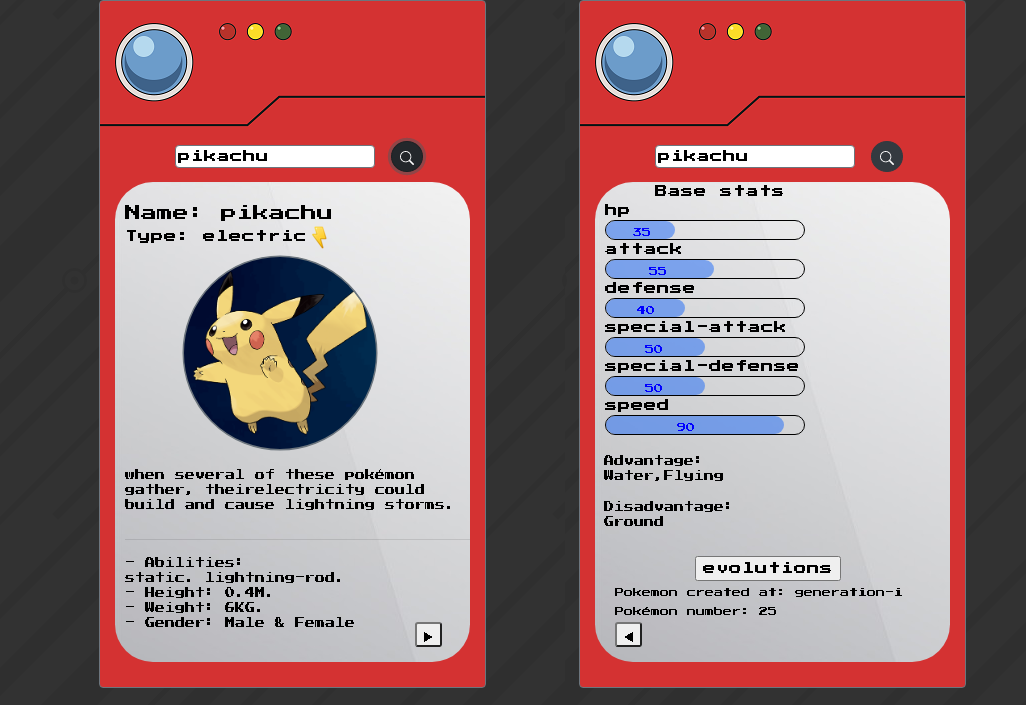 pikachu
Name: pikachu
Type: electric⚡
when several of these pokémon
gather, theirelectricity could
build and cause lightning storms.
- Abilities:
static. lightning-rod.
- Height: 0.4M.
- Weight: 6KG.
- Gender: Male & Female
pikachu
Base stats
hp
35
attack
55
defense
40
special-attack
50
special-defense
50
speed
90
Advantage:
Water,Flying
Disadvantage:
Ground
evolutions
Pokemon created at: generation-i
Pokémon number: 25